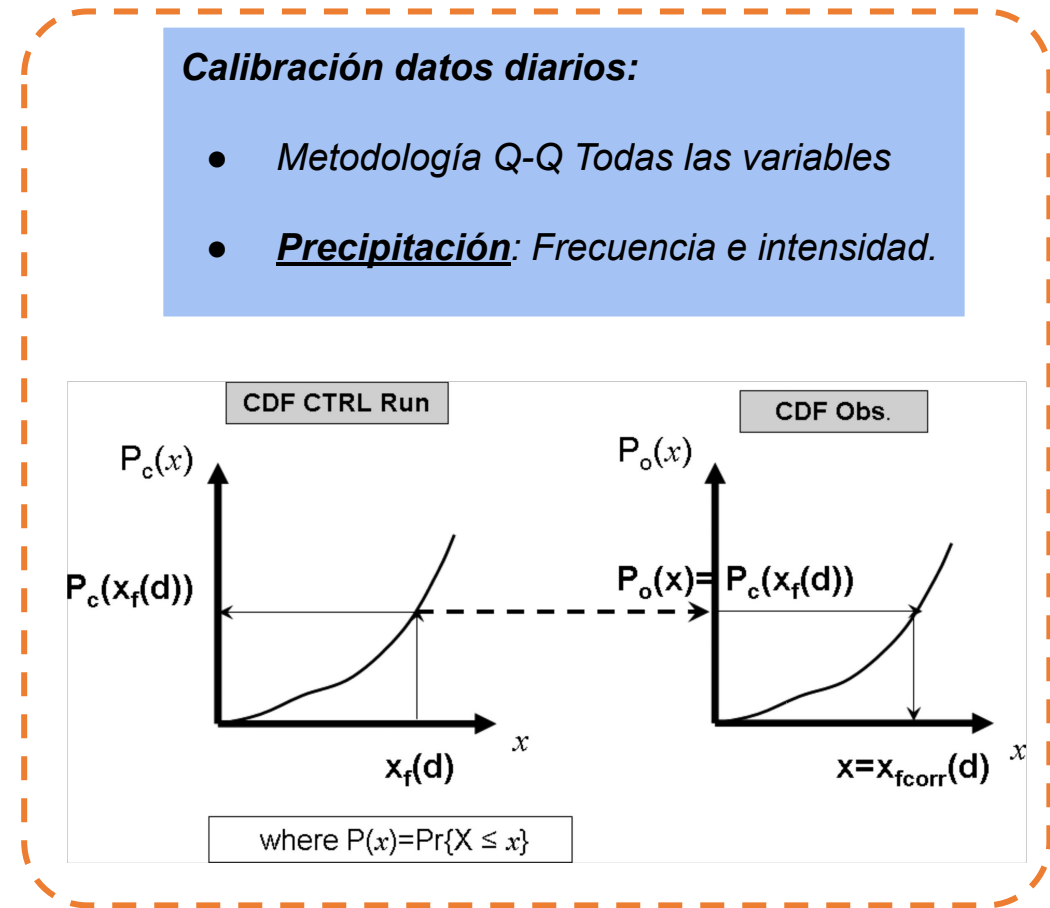 Calibración datos diarios:
● Metodología Q-Q Todas las variables
● Precipitación: Frecuencia e intensidad.
CDF CTRL Run
CDF Obs.
Pc(x)
Po(x)
Pc(xf(d))
Po(x)= Pc(xf(d))
x
x
xf(d)
x=xfcorr(d)
where P(x)=Pr{X ≤ x}